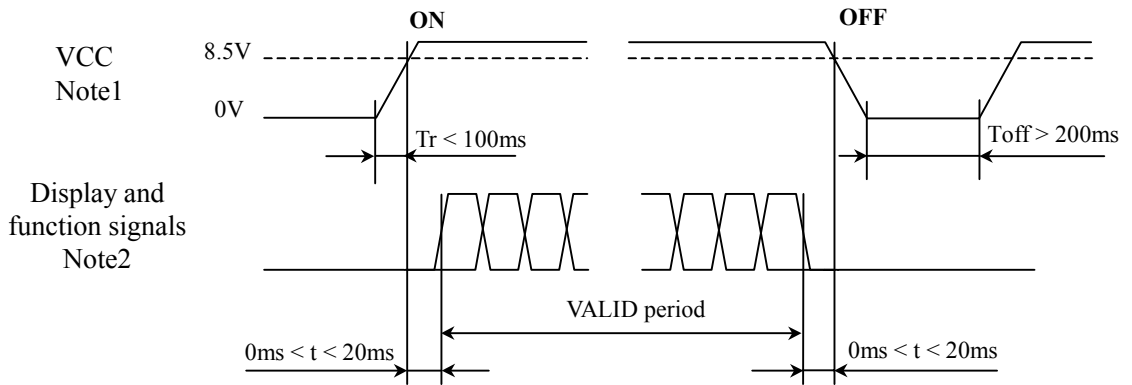 ON
OFF
VCC
Note1
8.5V
0V
Tr < 100ms
Toff > 200ms
Display and
function signals
Note2
VALID period
0ms < t < 20ms
0ms < t < 20ms